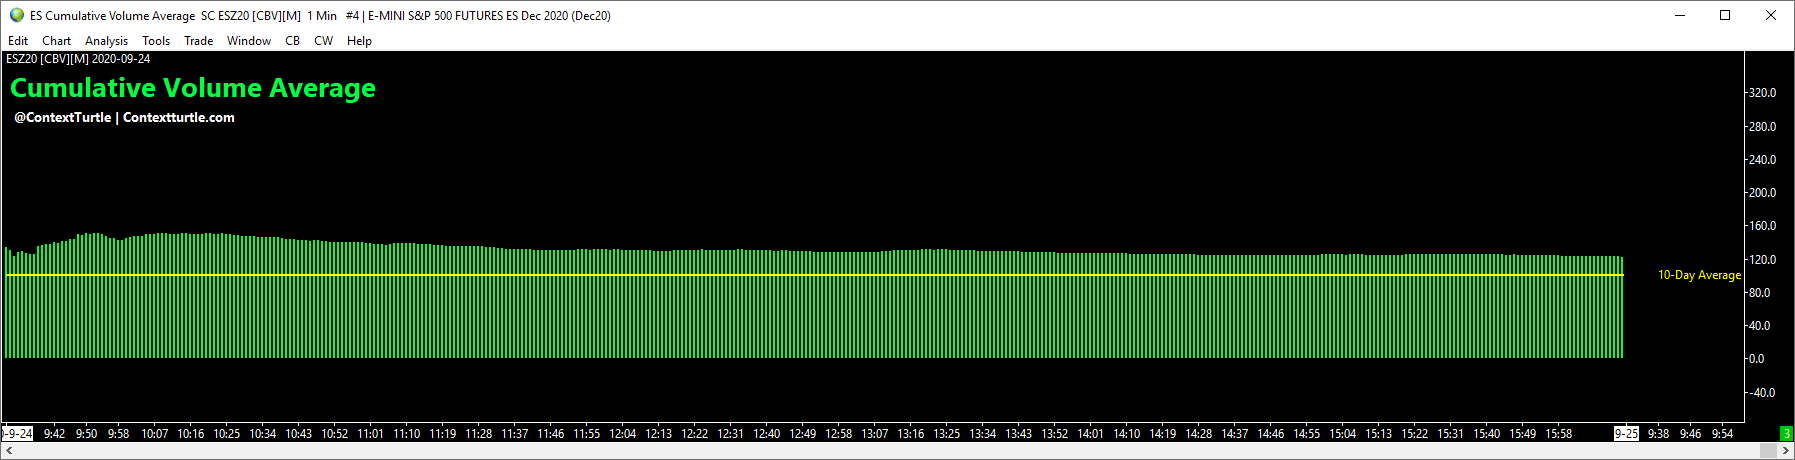 ES Cumulative Volume Average  SC ESZ20 [CBV][M]  1 Min   #4 | E-MINI S&P 500 FUTURES ES Dec 2020 (Dec20)
Edit Chart Analysis Tools Trade Window CB CW Help
ESZ20 [CBV][M] 2020-09-24
Cumulative Volume Average
@ContextTurtle | Contextturtle.com
320.0
280.0
240.0
200.0
160.0
120.0
10-Day Average
80.0
40.0
0.0
-40.0
0-9-24 9:42 9:50 9:58 10:07 10:16 10:25 10:34 10:43 10:52 11:01 11:10 11:19 11:28 11:37 11:46 11:55 12:04 12:13 12:22 12:31 12:40 12:49 12:58 13:07 13:16 13:25 13:34 13:43 13:52 14:01 14:10 14:19 14:28 14:37 14:46 14:55 15:04 15:13 15:22 15:31 15:40 15:49 15:58 9-25 9:38 9:46 9:54 3